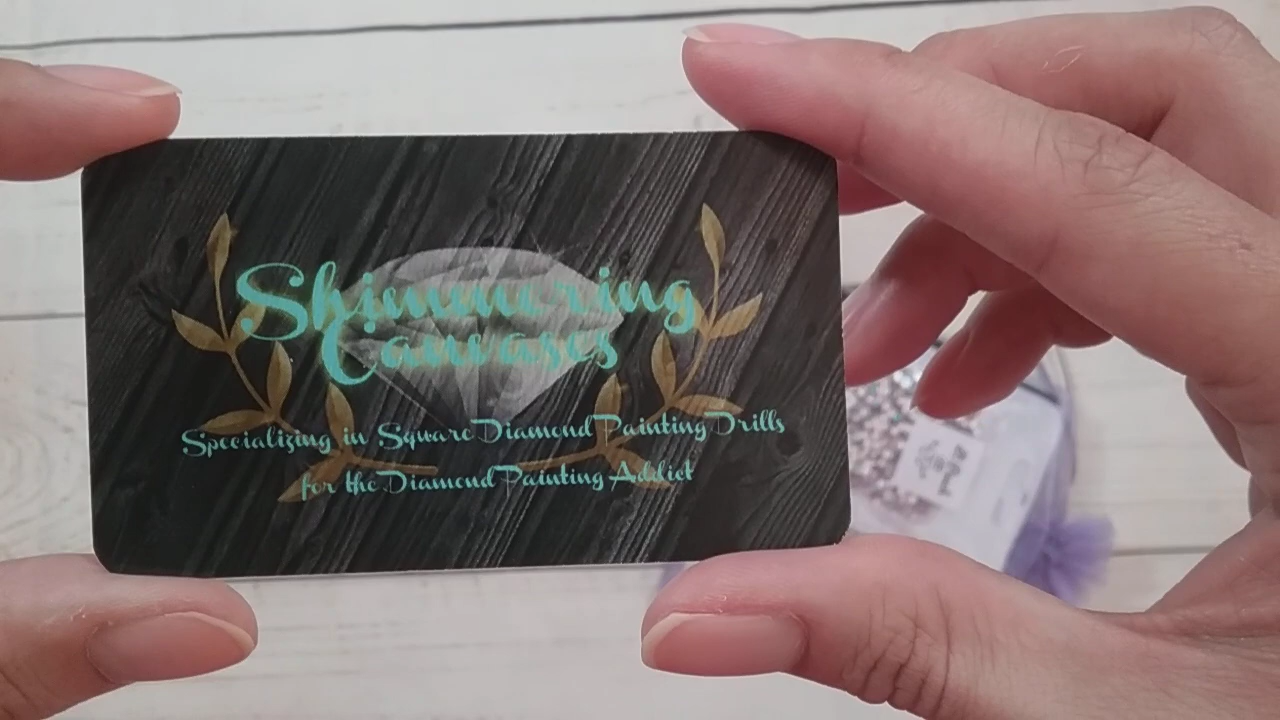 Shimmering
Canvases
Specializing in Square Diamond Painting Drills
for the Diamond Painting Addict